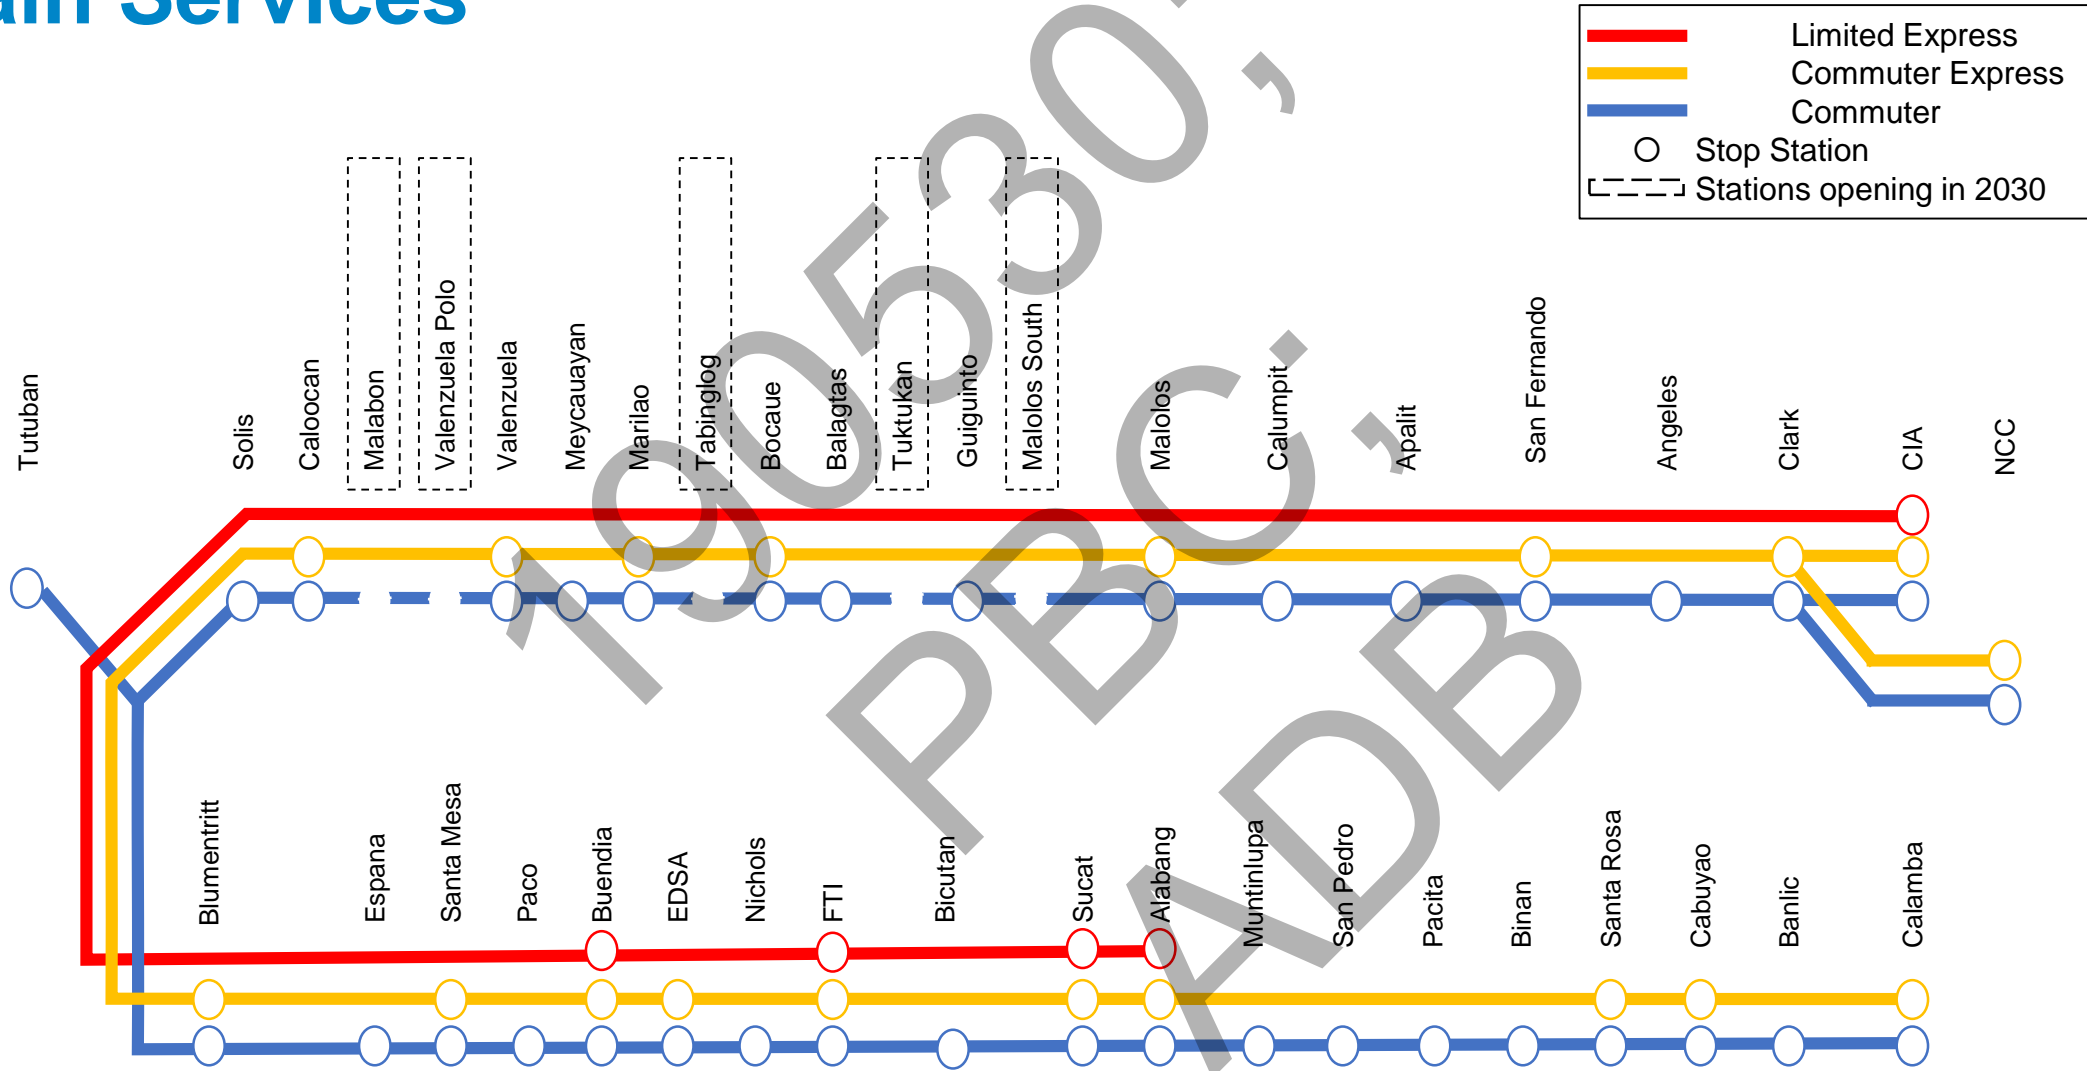 ain Services
Limited Express
Commuter Express
Commuter
Stop Station
Stations opening in 2030
Tutuban
Solis
Caloocan
Malabon
Valenzuela Polo
Valenzuela
Meycauayan
Marilao
Tabinglog
Bocaue
Balagtas
Tuktukan
Guiguinto
Malolos South
Malolos
Calumpit
Apalit
San Fernando
Angeles
Clark
CIA
NCC
Blumentritt
Espana
Santa Mesa
Paco
Buendia
EDSA
Nichols
FTI
Bicutan
Sucat
Alabang
Muntinlupa
San Pedro
Pacita
Binan
Santa Rosa
Cabuyao
Banlic
Calamba
190530,
PBC.,
ADB